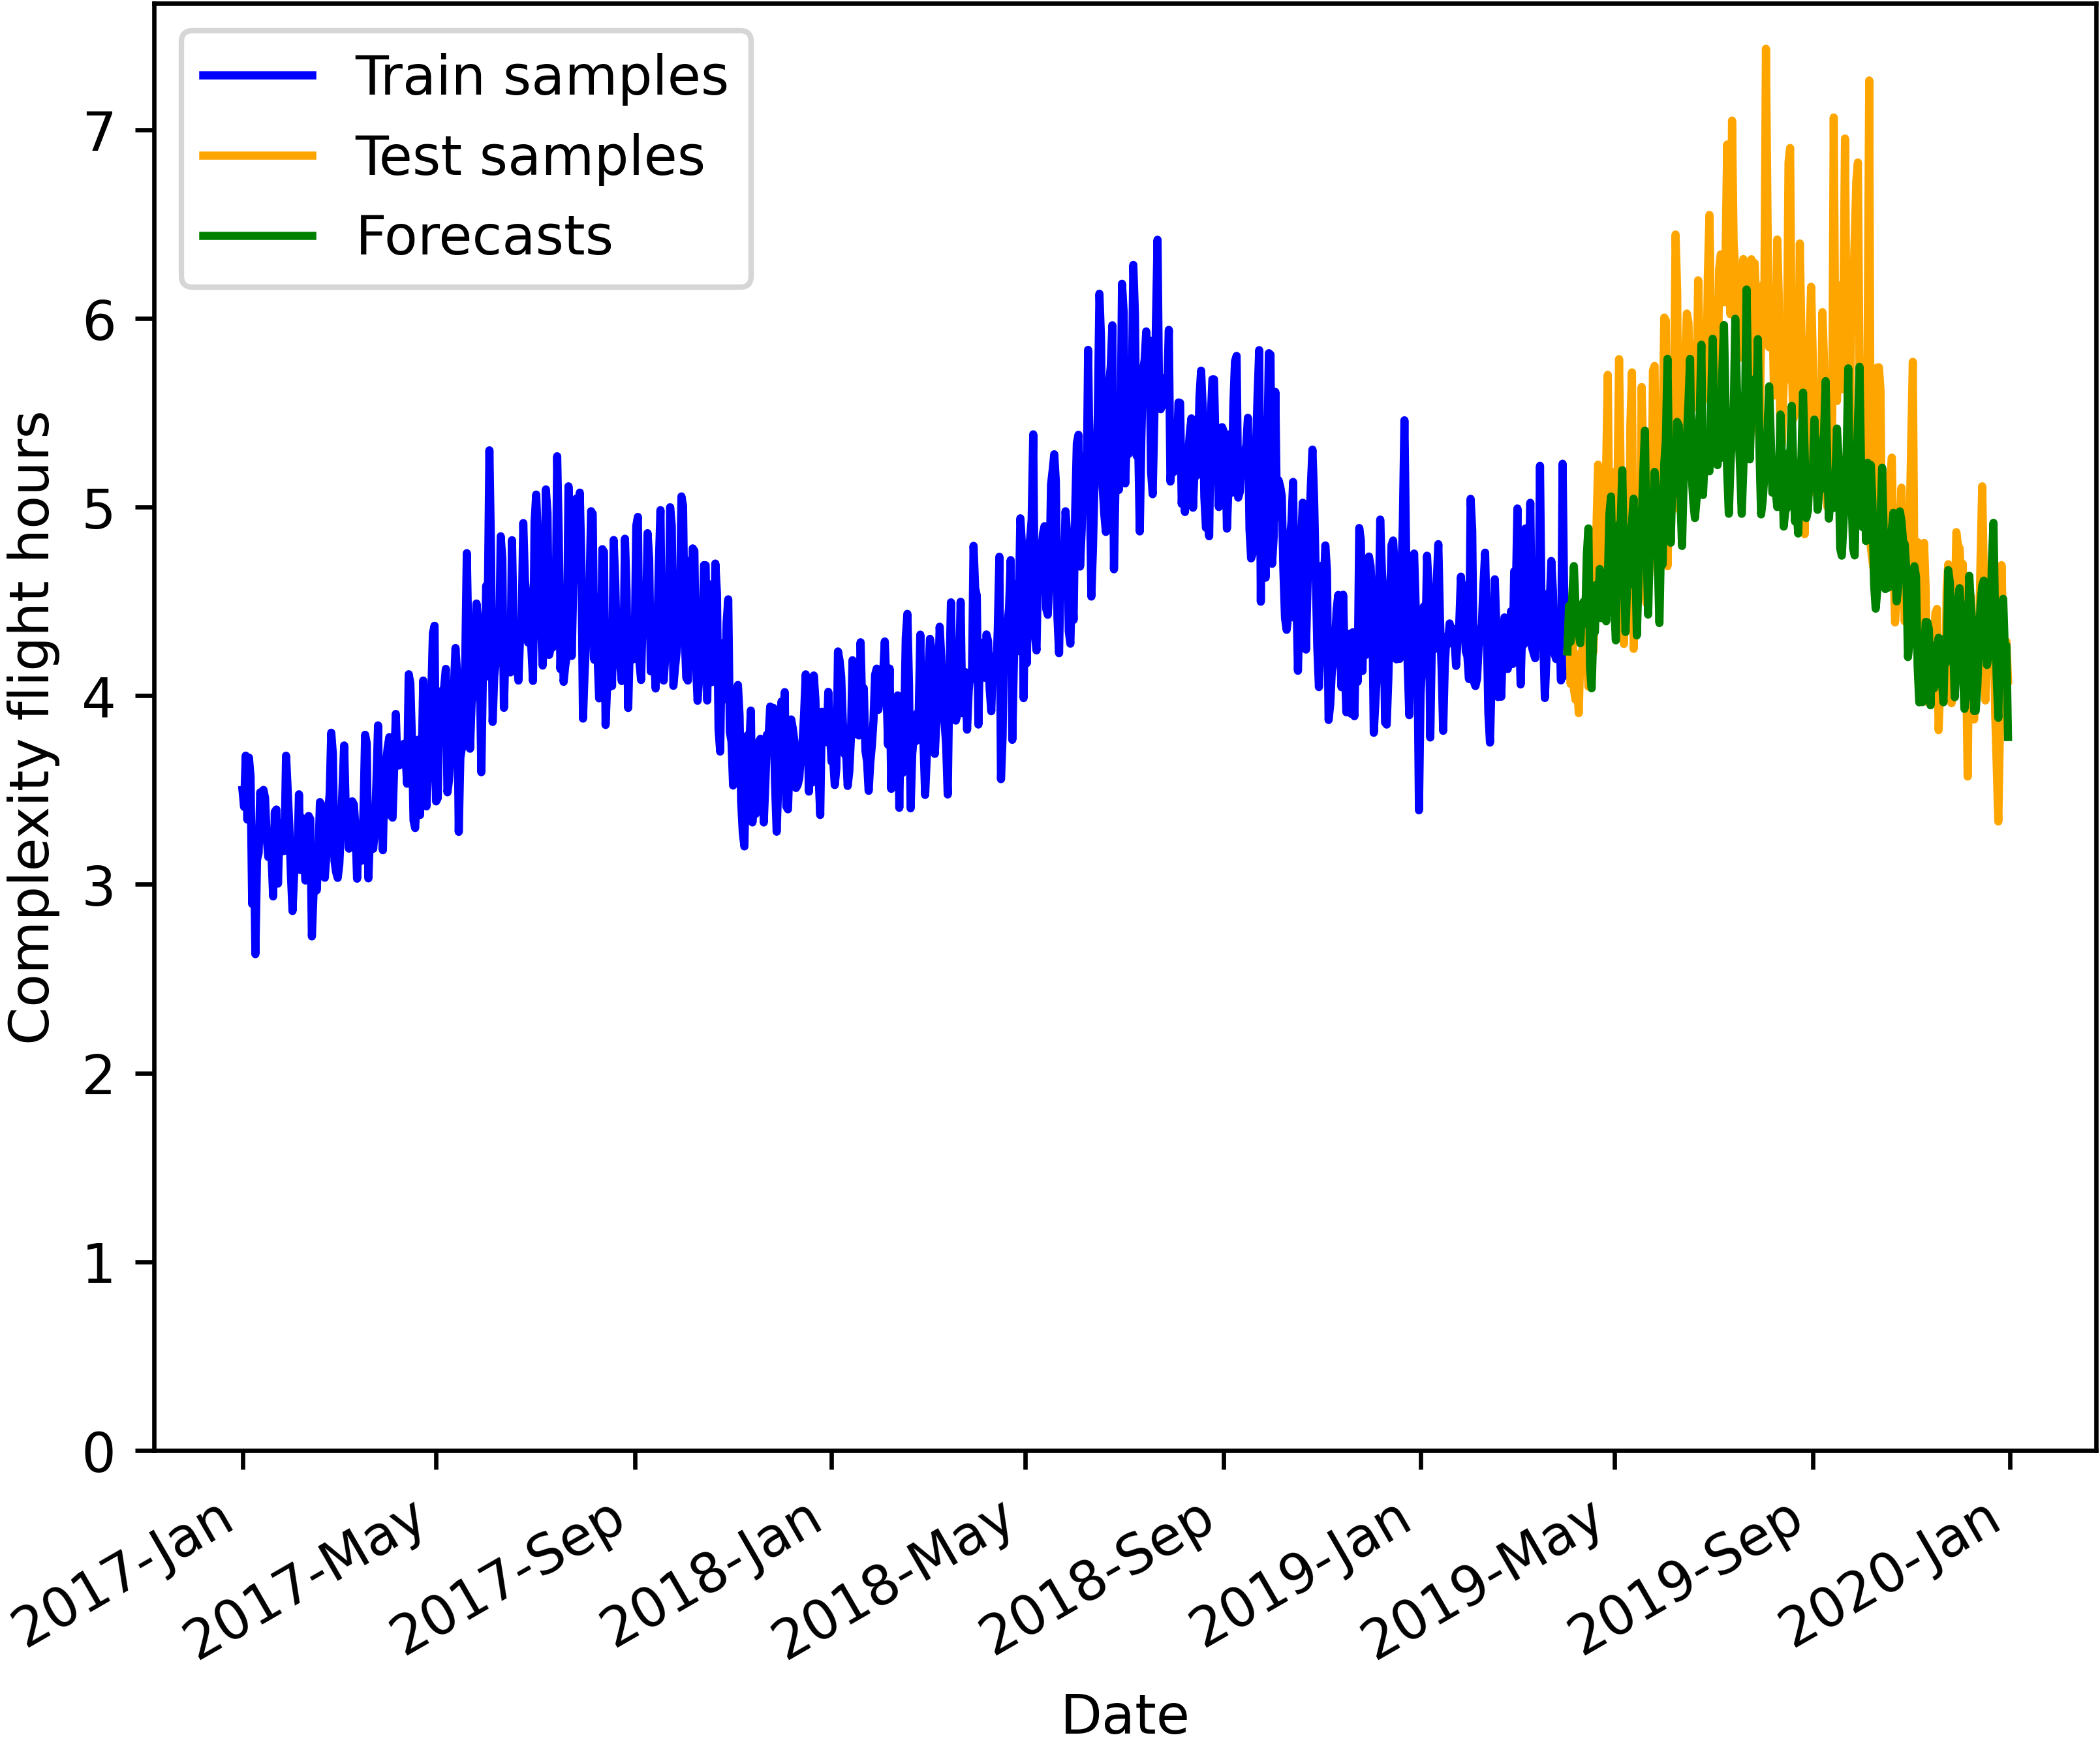 Train samples
Test samples
Forecasts
7
6
5
4
3
2
1
0
Complexity flight hours
2017-Jan
2017-May
2017-Sep
2018-Jan
2018-May
2018-Sep
2019-Jan
2019-May
2019-Sep
2020-Jan
Date